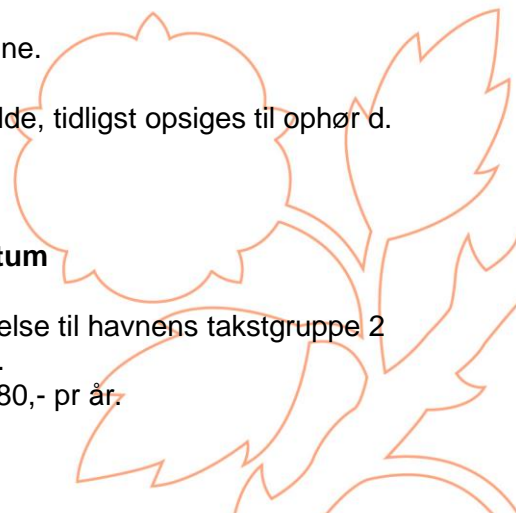 ne.
lde, tidligst opsiges til ophør d.
tum
else til havnens takstgruppe 2
.
80,- pr år.